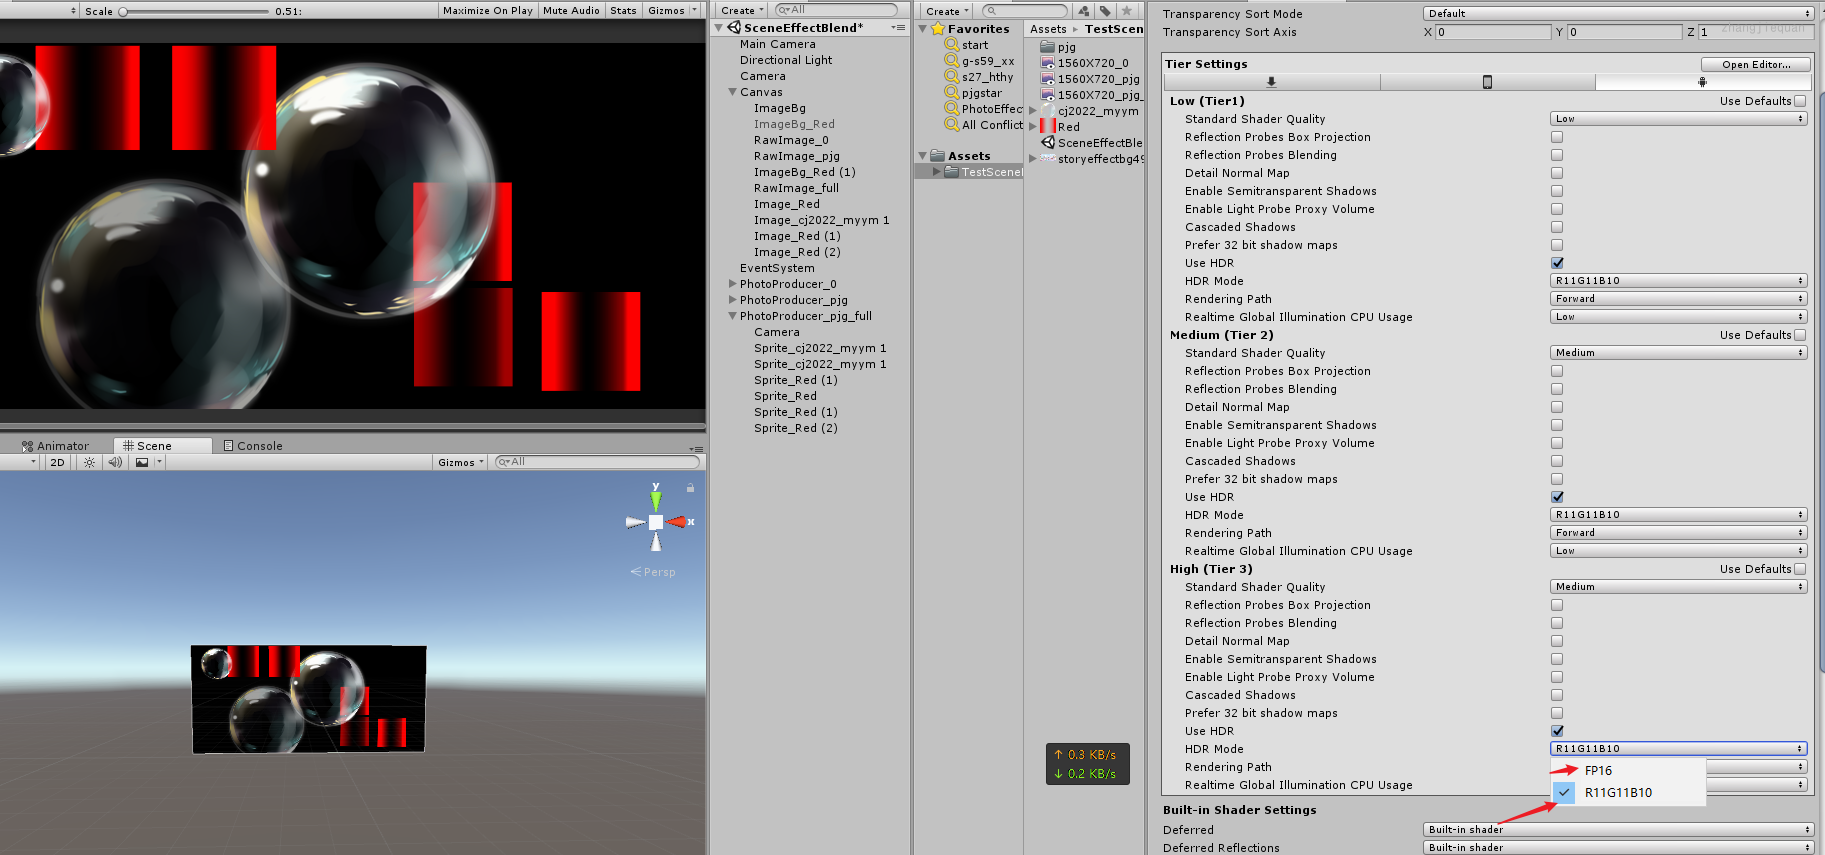 Scale 0.51: Maximize On Play Mute Audio Stats Gizmos
Animator Scene Console
2D Gizmos All
y
x
Persp
Create All
SceneEffectBlend*
Main Camera
Directional Light
Camera
Canvas
ImageBg
ImageBg_Red
RawImage_0
RawImage_pjg
ImageBg_Red (1)
RawImage_full
Image_Red
Image_cj2022_myym 1
Image_Red (1)
Image_Red (2)
EventSystem
PhotoProducer_0
PhotoProducer_pjg
PhotoProducer_pjg_full
Camera
Sprite_cj2022_myym 1
Sprite_cj2022_myym 1
Sprite_Red (1)
Sprite_Red
Sprite_Red (1)
Sprite_Red (2)
Create
Favorites
start
g-s59_xx
s27_hthy
pjgstar
PhotoEffec
All Conflict
Assets
TestSceneE
Assets TestScen
pjg
1560X720_0
1560X720_pjg
1560X720_pjg_
cj2022_myym
Red
SceneEffectBle
storyeffectbg49
↑ 0.3 KB/s
↓ 0.2 KB/s
Transparency Sort Mode Default
Transparency Sort Axis X 0 Y 0 Z 1
zhangjiequan
Tier Settings Open Editor...
Low (Tier1) Use Defaults
Standard Shader Quality Low
Reflection Probes Box Projection
Reflection Probes Blending
Detail Normal Map
Enable Semitransparent Shadows
Enable Light Probe Proxy Volume
Cascaded Shadows
Prefer 32 bit shadow maps
Use HDR
HDR Mode R11G11B10
Rendering Path Forward
Realtime Global Illumination CPU Usage Low
Medium (Tier 2) Use Defaults
Standard Shader Quality Medium
Reflection Probes Box Projection
Reflection Probes Blending
Detail Normal Map
Enable Semitransparent Shadows
Enable Light Probe Proxy Volume
Cascaded Shadows
Prefer 32 bit shadow maps
Use HDR
HDR Mode R11G11B10
Rendering Path Forward
Realtime Global Illumination CPU Usage Low
High (Tier 3) Use Defaults
Standard Shader Quality Medium
Reflection Probes Box Projection
Reflection Probes Blending
Detail Normal Map
Enable Semitransparent Shadows
Enable Light Probe Proxy Volume
Cascaded Shadows
Prefer 32 bit shadow maps
Use HDR
HDR Mode R11G11B10
Rendering Path FP16
Realtime Global Illumination CPU Usage R11G11B10
Built-in Shader Settings
Deferred Built-in shader
Deferred Reflections Built-in shader